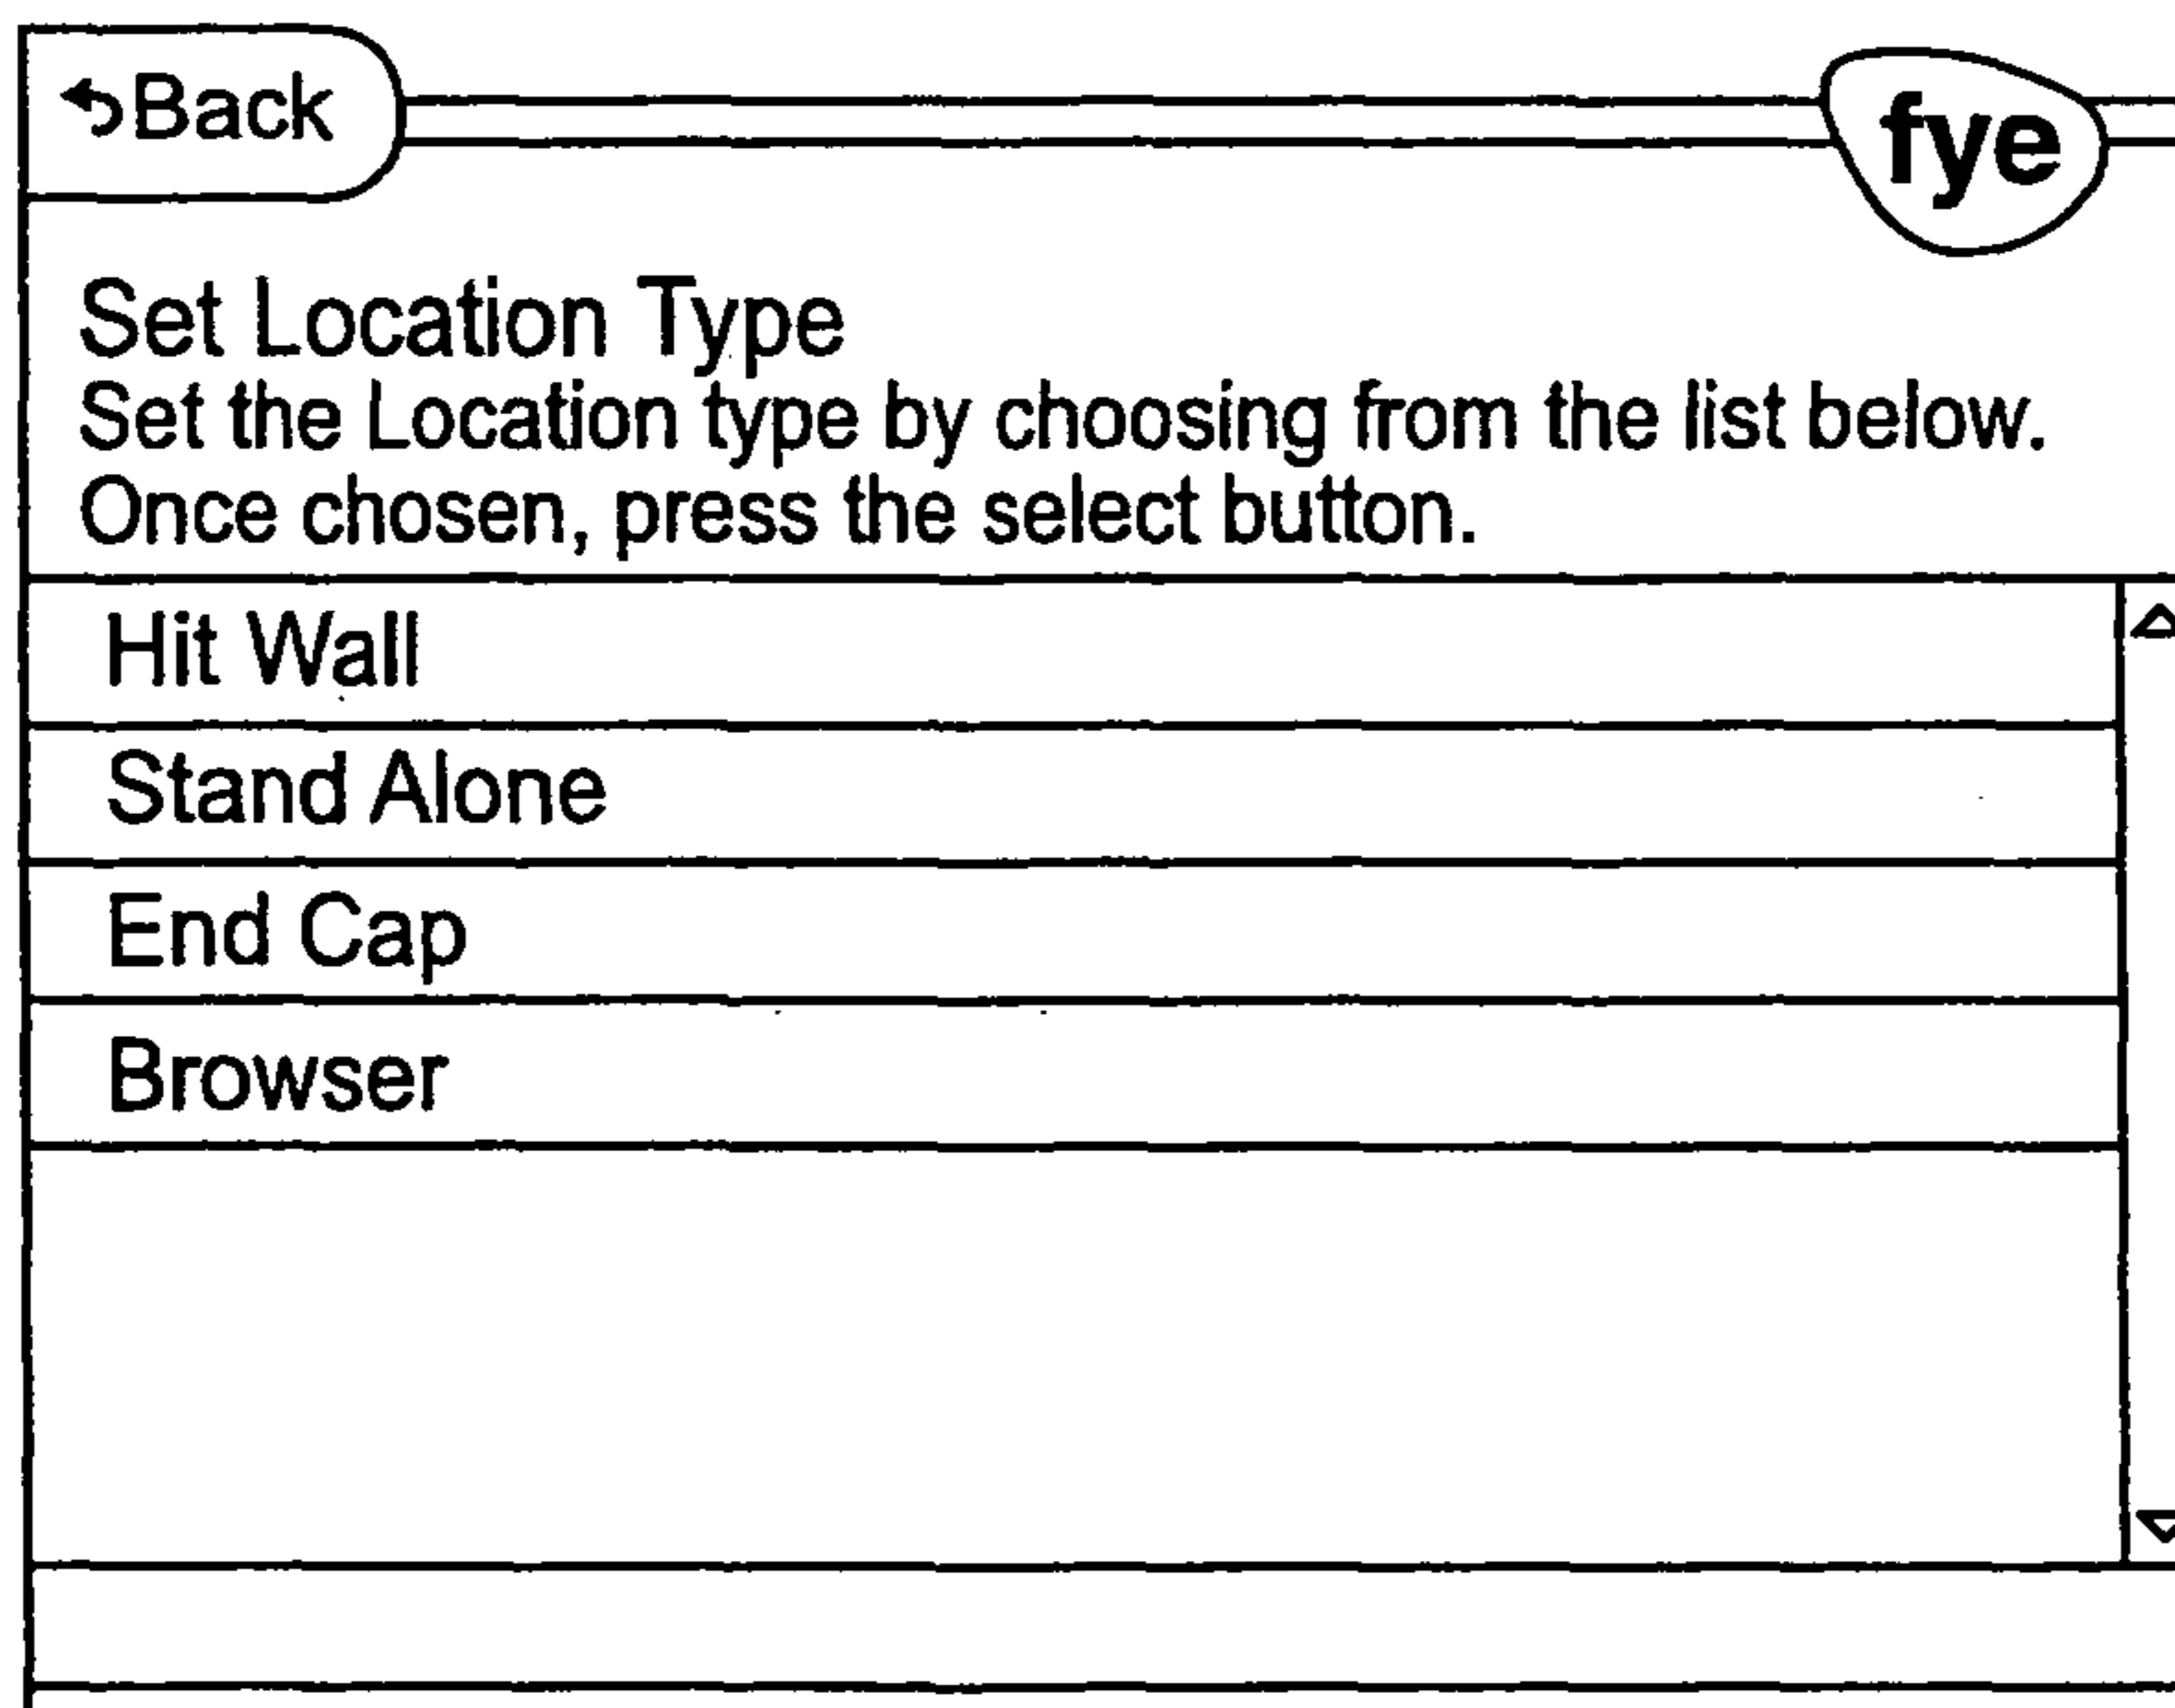 Back
fye
Set Location Type
Set the Location type by choosing from the list below.
Once chosen, press the select button.
Hit Wall
Stand Alone
End Cap
Browser